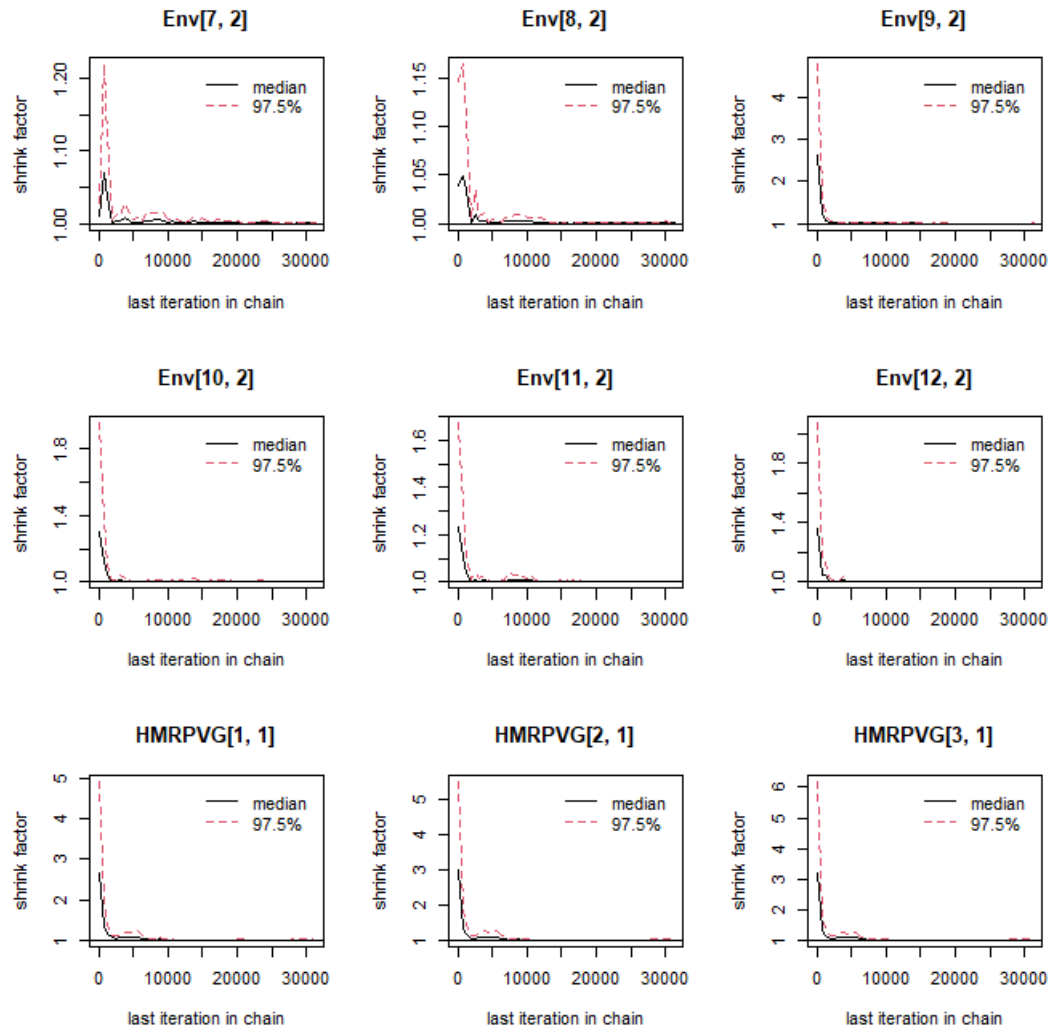 Env[7, 2] Env[8, 2] Env[9, 2]
shrink factor
1.00 1.10 1.20
median
97.5%
0 10000 20000 30000
last iteration in chain
shrink factor
1.00 1.05 1.15
median
97.5%
0 10000 20000 30000
last iteration in chain
shrink factor
1 2 3 4
median
97.5%
0 10000 20000 30000
last iteration in chain
Env[10, 2] Env[11, 2] Env[12, 2]
shrink factor
1.0 1.4 1.8
median
97.5%
0 10000 20000 30000
last iteration in chain
shrink factor
1.0 1.2 1.4 1.6
median
97.5%
0 10000 20000 30000
last iteration in chain
shrink factor
1.0 1.4 1.8
median
97.5%
0 10000 20000 30000
last iteration in chain
HMRPVG[1, 1] HMRPVG[2, 1] HMRPVG[3, 1]
shrink factor
1 2 3 4 5
median
97.5%
0 10000 20000 30000
last iteration in chain
shrink factor
1 2 3 4 5
median
97.5%
0 10000 20000 30000
last iteration in chain
shrink factor
1 2 3 4 5 6
median
97.5%
0 10000 20000 30000
last iteration in chain